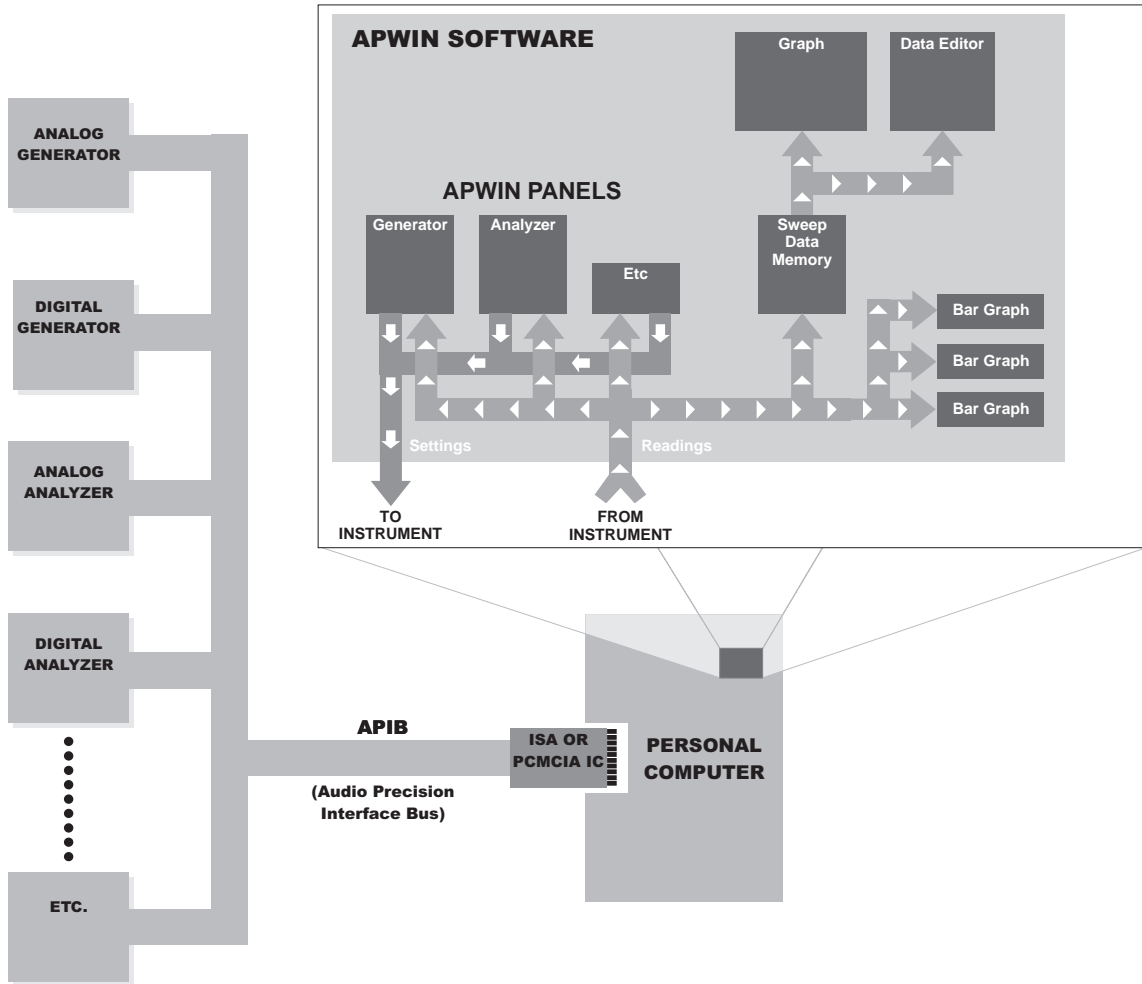 APWIN SOFTWARE
Graph
Data Editor
APWIN PANELS
Generator
Analyzer
Etc
Sweep
Data
Memory
Bar Graph
Bar Graph
Bar Graph
Settings
Readings
TO
INSTRUMENT
FROM
INSTRUMENT
ANALOG
GENERATOR
DIGITAL
GENERATOR
ANALOG
ANALYZER
DIGITAL
ANALYZER
ETC.
APIB
(Audio Precision
Interface Bus)
ISA OR
PCMCIA IC
PERSONAL
COMPUTER